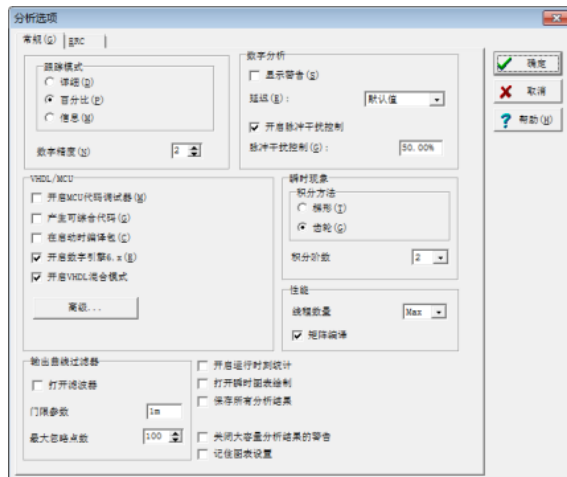 分析选项
常规(G)
ERC
跟踪模式
详细(D)
百分比(P)
信息(M)
数字精度(N)
2
数字分析
显示警告(S)
延迟(E):
默认值
开启脉冲干扰控制
脉冲干扰控制(G):
50.00%
确定
取消
帮助(H)
VHDL/MCU
开启MCU代码调试器(M)
产生可综合代码(G)
在启动时编译包(C)
开启数字引擎6.x(E)
开启VHDL混合模式
高级...
瞬时现象
积分方法
梯形(T)
齿轮(G)
积分阶数
2
性能
线程数量
Max
矩阵编译
输出曲线过滤器
打开滤波器
门限参数
1m
最大忽略点数
100
开启运行时刻统计
打开瞬时图表绘制
保存所有分析结果
关闭大容量分析结果的警告
记住图表设置